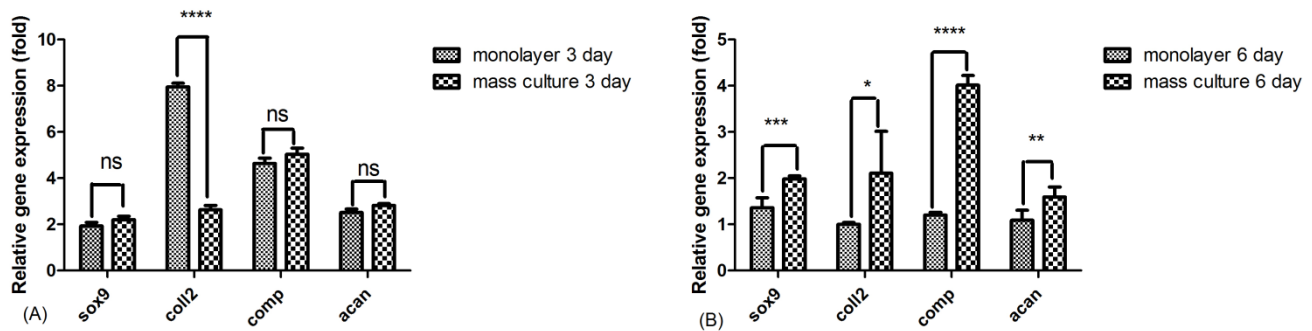 ****
10
8
6
4
2
0
Relative gene expression (fold)
ns
ns
ns
sox9
coll2
comp
acan
monolayer 3 day
mass culture 3 day
(A)
****
5
4
3
2
1
0
Relative gene expression (fold)
***
*
**
sox9
coll2
comp
acan
monolayer 6 day
mass culture 6 day
(B)